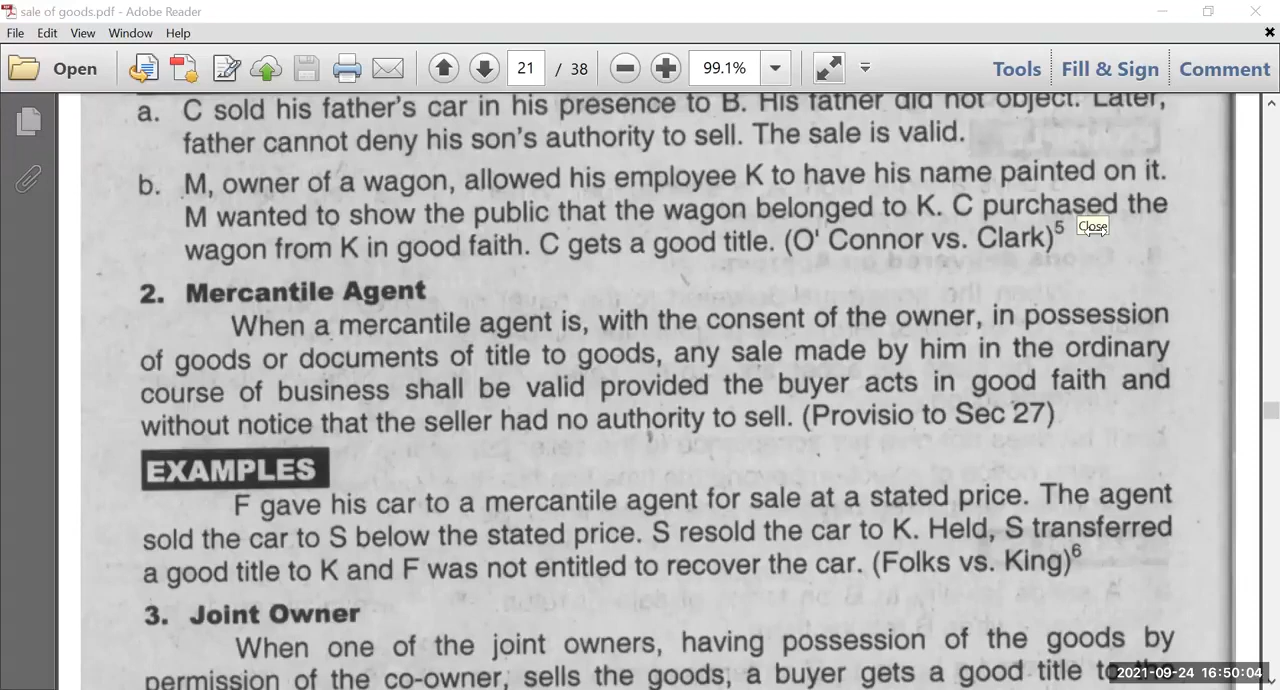 sale of goods.pdf - Adobe Reader
File Edit View Window Help
Open 21 / 38 99.1% Tools Fill & Sign Comment
a. C sold his father's car in his presence to B. His father did not object. Later,
father cannot deny his son's authority to sell. The sale is valid.
b. M, owner of a wagon, allowed his employee K to have his name painted on it.
M wanted to show the public that the wagon belonged to K. C purchased the
wagon from K in good faith. C gets a good title. (O' Connor vs. Clark)5
Close
2. Mercantile Agent
When a mercantile agent is, with the consent of the owner, in possession
of goods or documents of title to goods, any sale made by him in the ordinary
course of business shall be valid provided the buyer acts in good faith and
without notice that the seller had no authority to sell. (Provisio to Sec 27)
EXAMPLES
F gave his car to a mercantile agent for sale at a stated price. The agent
sold the car to S below the stated price. S resold the car to K. Held, S transferred
a good title to K and F was not entitled to recover the car. (Folks vs. King)6
3. Joint Owner
When one of the joint owners, having possession of the goods by
permission of the co-owner, sells the goods, a buyer gets a good title to the
2021-09-24 16:50:04